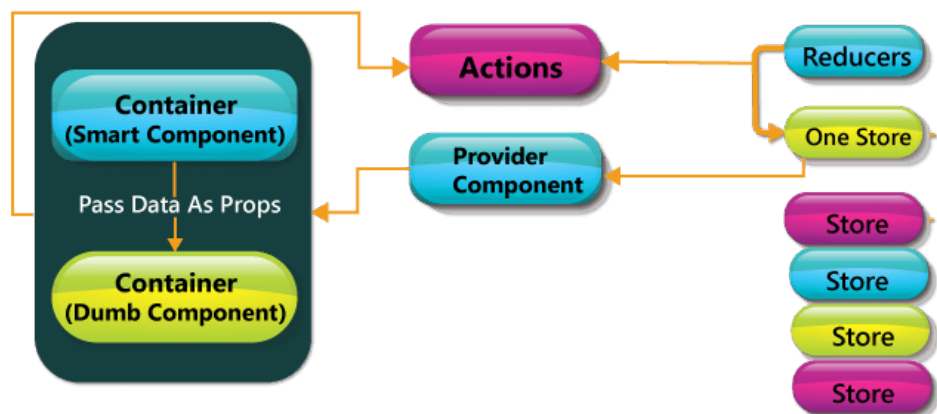 Container
(Smart Component)
Pass Data As Props
Container
(Dumb Component)
Actions
Provider
Component
Reducers
One Store
Store
Store
Store
Store